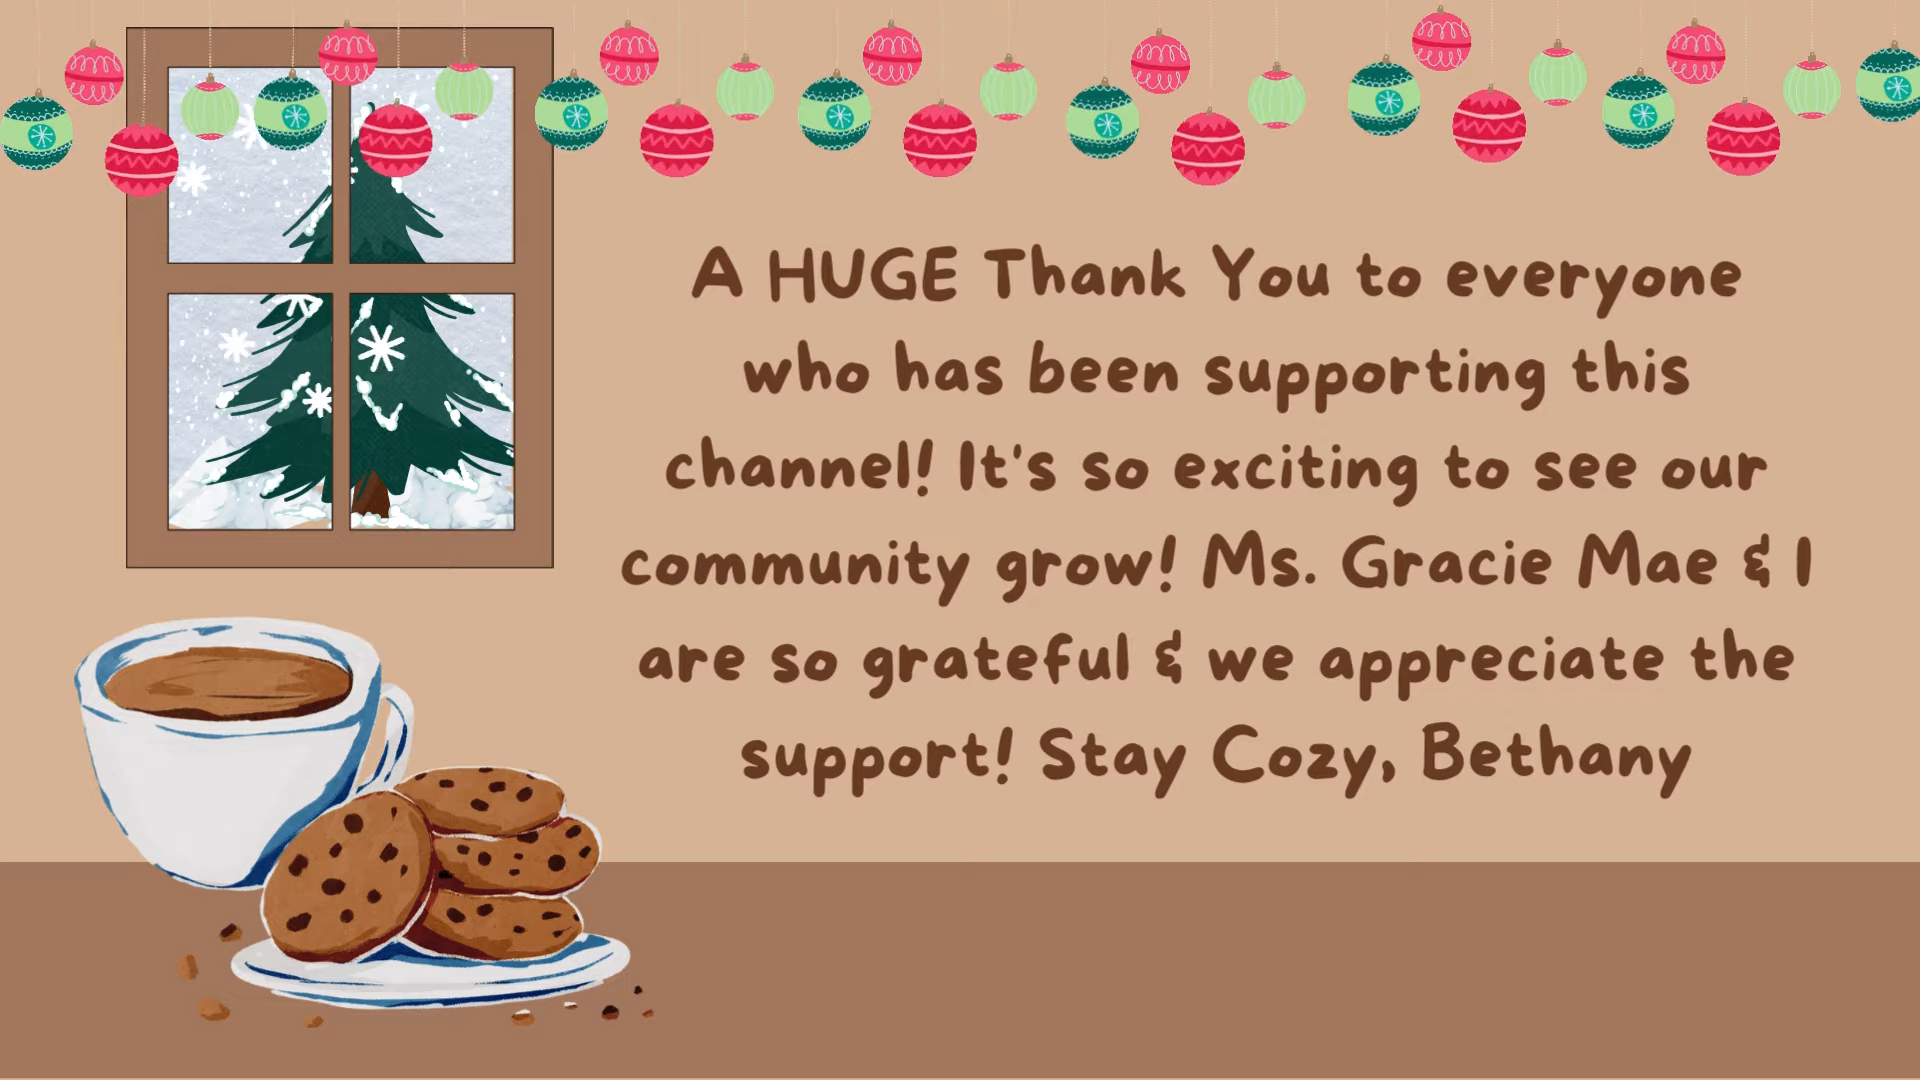 A HUGE Thank You to everyone
who has been supporting this
channel! It's so exciting to see our
community grow! Ms. Gracie Mae & I
are so grateful & we appreciate the
support! Stay Cozy, Bethany